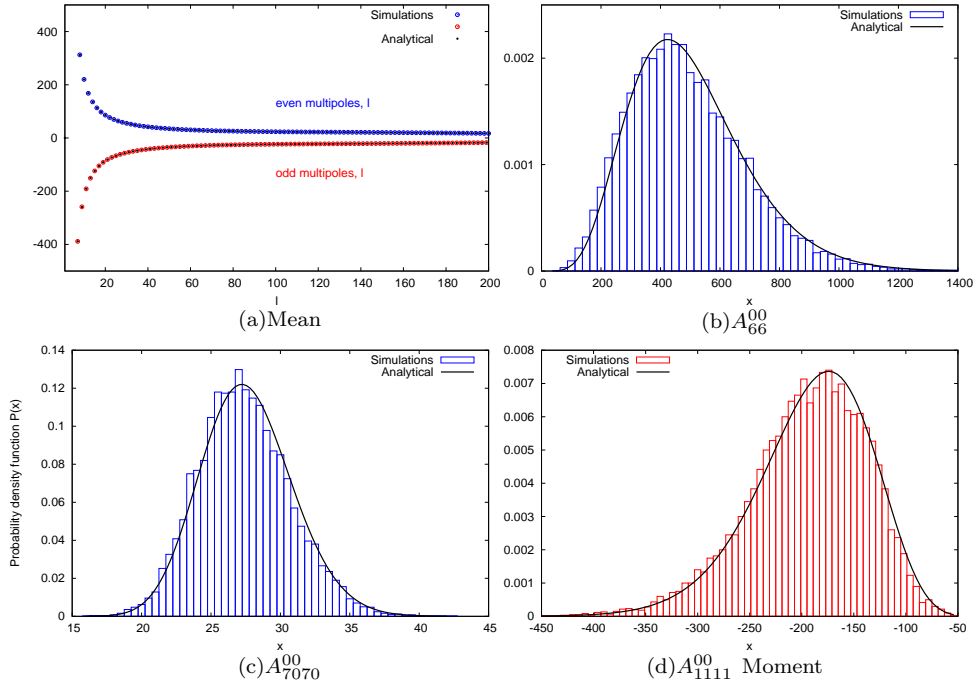 Simulations
Analytical
400
200
0
-200
-400
even multipoles, l
odd multipoles, l
20 40 60 80 100 120 140 160 180 200
l
(a)Mean
Simulations
Analytical
0.002
0.001
0
0 200 400 600 800 1000 1200 1400
x
(b)A_{66}^{00}
Probability density function P(x)
Simulations
Analytical
0.14
0.12
0.1
0.08
0.06
0.04
0.02
0
15 20 25 30 35 40 45
x
(c)A_{7070}^{00}
Simulations
Analytical
0.008
0.007
0.006
0.005
0.004
0.003
0.002
0.001
0.000
-450 -400 -350 -300 -250 -200 -150 -100 -50
x
(d)A_{1111}^{00} Moment